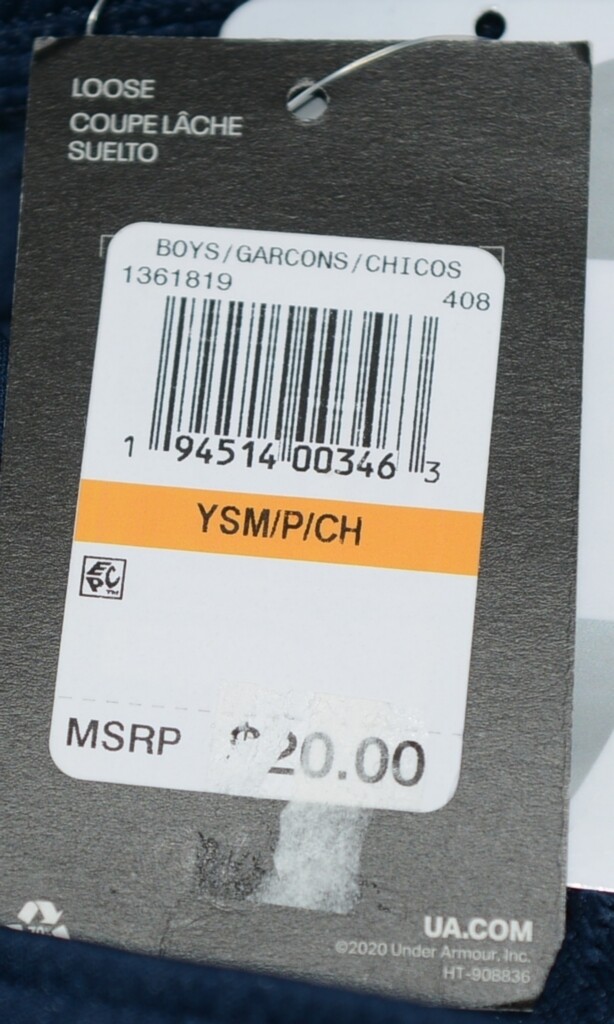 LOOSE
COUPE LÂCHE
SUELTO
BOYS/GARCONS/CHICOS
1361819
408
1 94514 00346 3
YSM/P/CH
EPC™
MSRP $20.00
UA.COM
©2020 Under Armour, Inc.
HT-908836